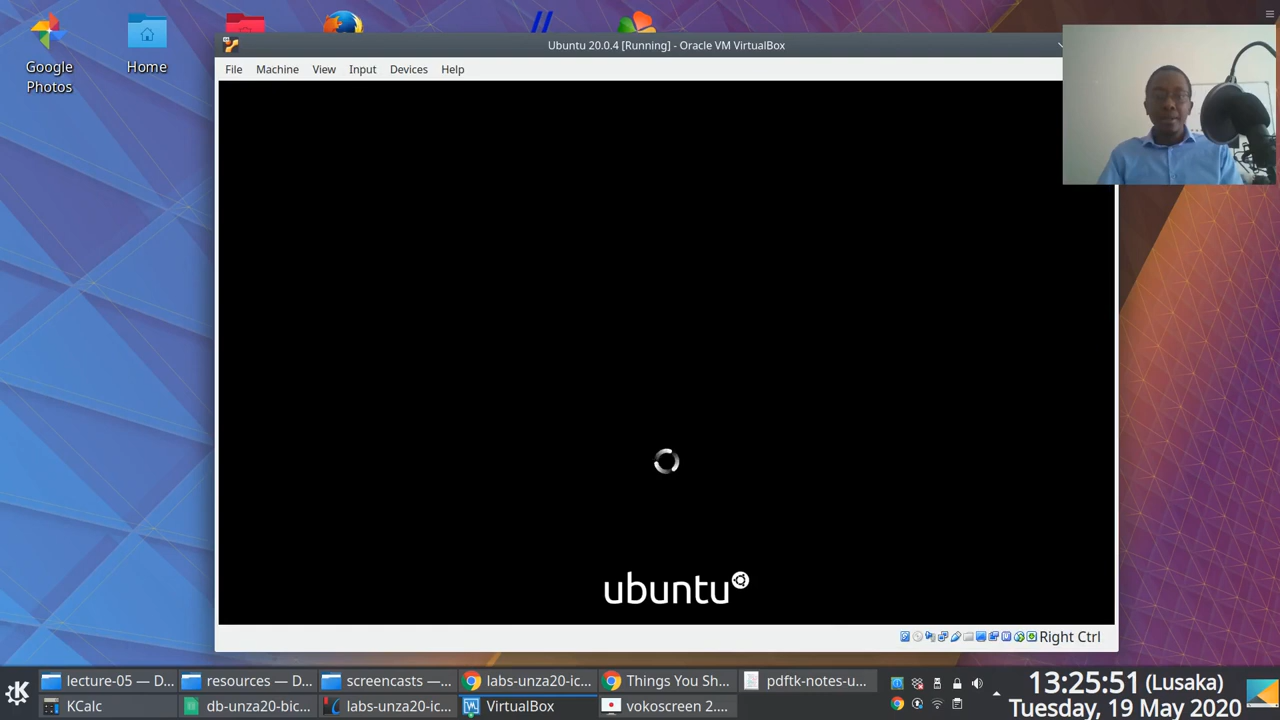 Google
Photos
Home
Ubuntu 20.0.4 [Running] - Oracle VM VirtualBox
File Machine View Input Devices Help
ubuntu
Right Ctrl
lecture-05 — D...
resources — D...
screencasts —...
labs-unza20-ic...
Things You Sh...
pdftk-notes-u...
KCalc
db-unza20-bic...
labs-unza20-ic...
VirtualBox
vokoscreen 2....
13:25:51 (Lusaka)
Tuesday, 19 May 2020